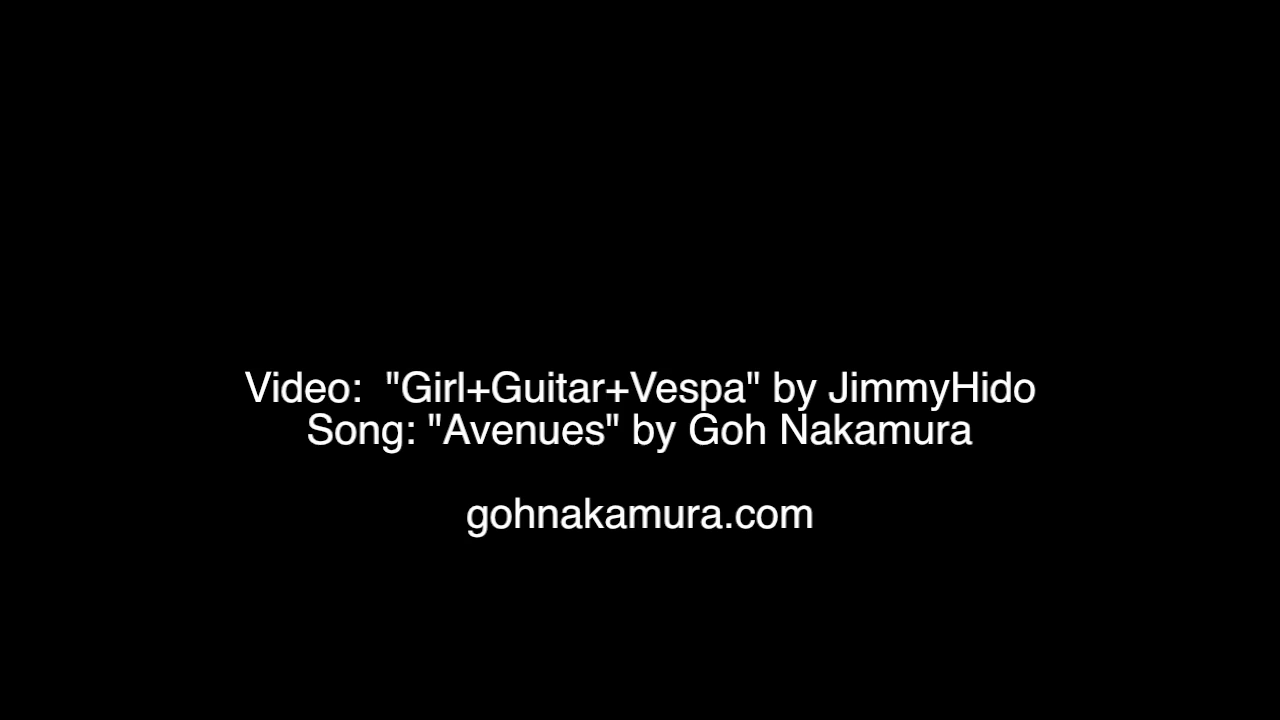 Video:  "Girl+Guitar+Vespa" by JimmyHido
Song: "Avenues" by Goh Nakamura
gohnakamura.com